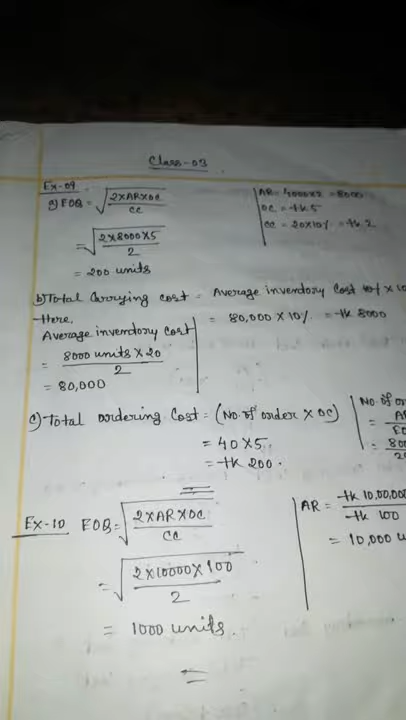 Class-03
Ex-09
a) EOQ = √(2×AR×OC / CC)
AR = 4000×2 = 8000
OC = tk 5
CC = 20×10% = tk 2
= √(2×8000×5 / 2)
= 200 units
b) Total Carrying cost = Average inventory Cost × 10
Here,
Average inventory Cost
= 80,000 × 10% = tk 8000
= 8000 units × 20 / 2
= 80,000
c) Total ordering Cost = (No. of order × OC)
No. of or
= 40×5
= tk 200.
Ex-10 EOQ = √(2×AR×OC / CC)
AR = tk 10,00,000 / tk 100
= 10,000 u
= √(2×10000×100 / 2)
= 1000 units.